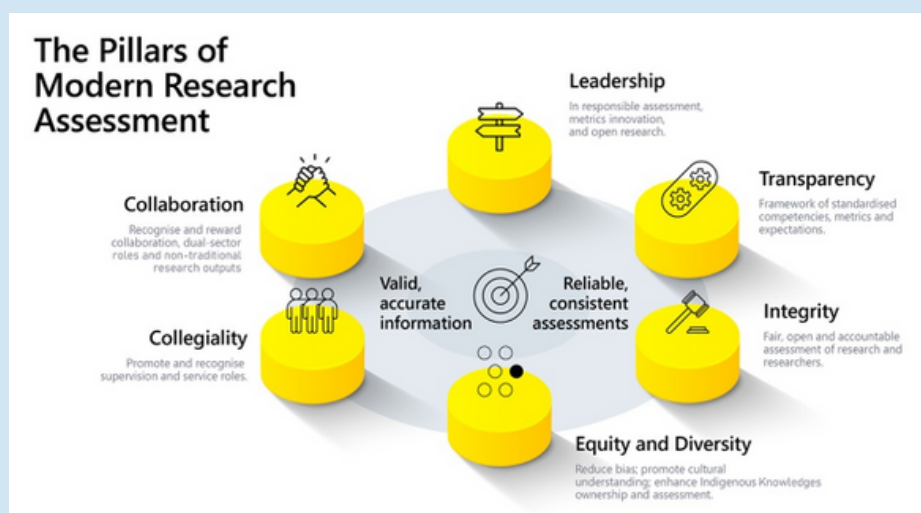 The Pillars of
Modern Research
Assessment
Leadership
In responsible assessment,
metrics innovation,
and open research.
Transparency
Framework of standardised
competencies, metrics and
expectations.
Integrity
Fair, open and accountable
assessment of research and
researchers.
Equity and Diversity
Reduce bias; promote cultural
understanding; enhance Indigenous Knowledges
ownership and assessment.
Collegiality
Promote and recognise
supervision and service roles.
Collaboration
Recognise and reward
collaboration, dual-sector
roles and non-traditional
research outputs
Valid,
accurate
information
Reliable,
consistent
assessments